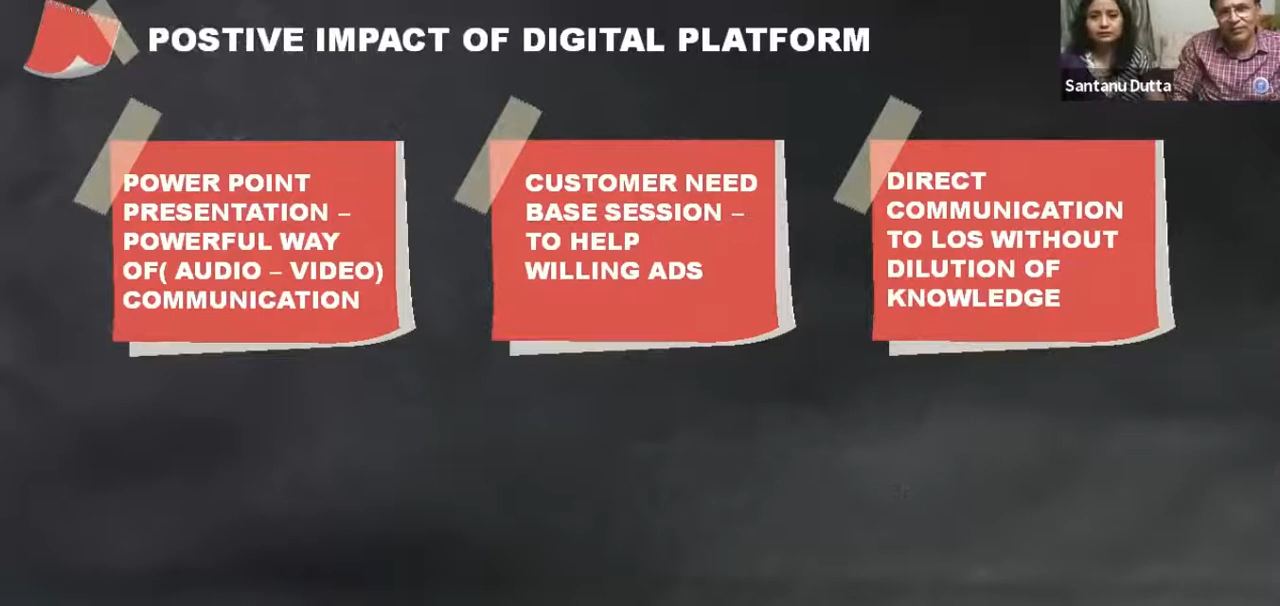 POSTIVE IMPACT OF DIGITAL PLATFORM
Santanu Dutta
POWER POINT
PRESENTATION –
POWERFUL WAY
OF( AUDIO – VIDEO)
COMMUNICATION
CUSTOMER NEED
BASE SESSION –
TO HELP
WILLING ADS
DIRECT
COMMUNICATION
TO LOS WITHOUT
DILUTION OF
KNOWLEDGE